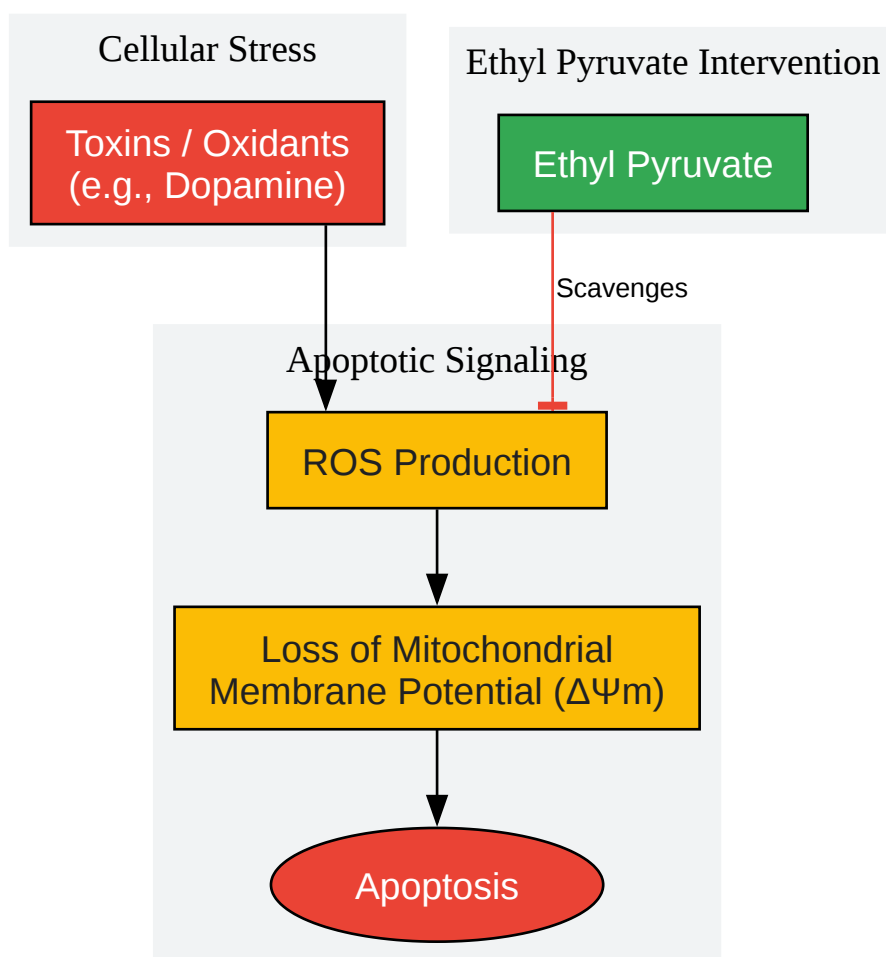 Cellular Stress
Ethyl Pyruvate Intervention
Toxins / Oxidants
(e.g., Dopamine)
Ethyl Pyruvate
Scavenges
Apoptotic Signaling
ROS Production
Loss of Mitochondrial
Membrane Potential (ΔΨm)
Apoptosis